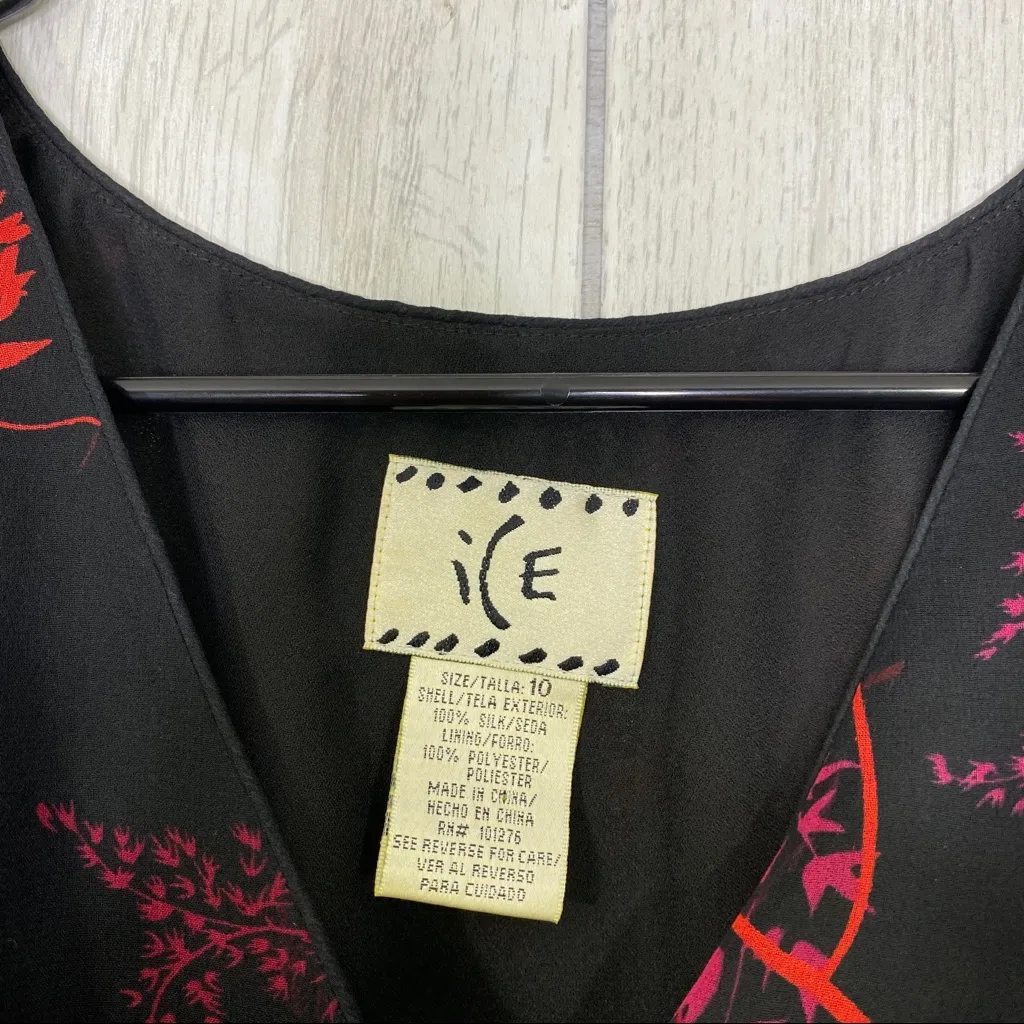 iCE
SIZE/TALLA: 10
SHELL/TELA EXTERIOR:
100% SILK/SEDA
LINING/FORRO:
100% POLYESTER/
POLIESTER
MADE IN CHINA/
HECHO EN CHINA
RN# 101276
SEE REVERSE FOR CARE/
VER AL REVERSO
PARA CUIDADO